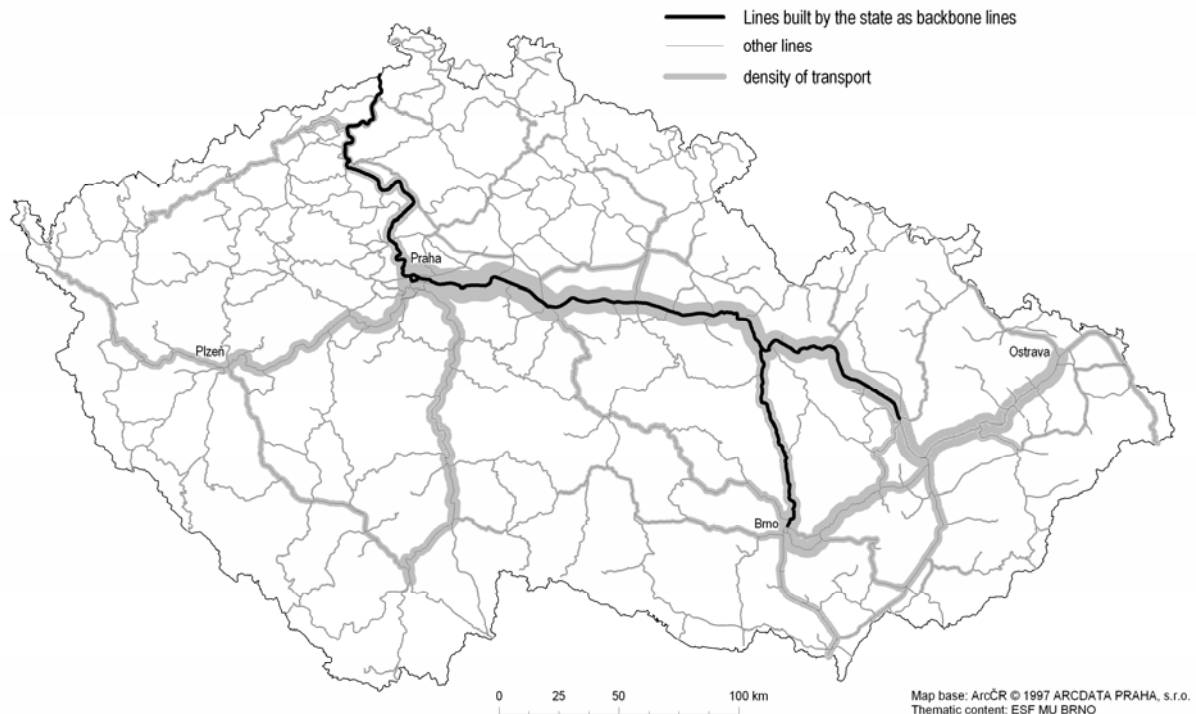 Lines built by the state as backbone lines
other lines
density of transport
Praha
Plzeň
Ostrava
Brno
0 25 50 100 km
Map base: ArcČR © 1997 ARCDATA PRAHA, s.r.o.
Thematic content: ESF MU BRNO